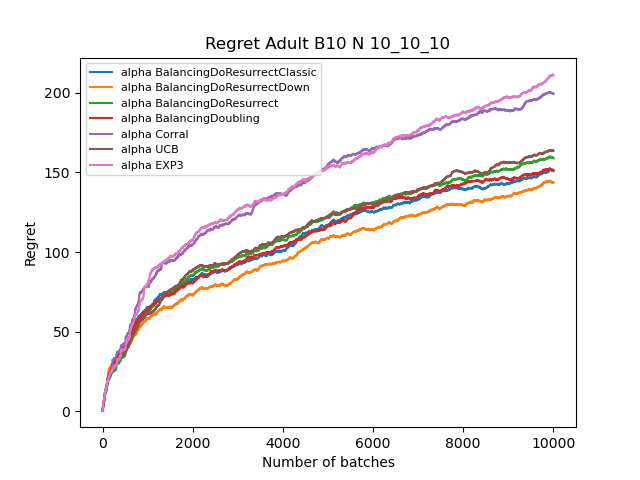 Regret Adult B10 N 10_10_10
alpha BalancingDoResurrectClassic
alpha BalancingDoResurrectDown
alpha BalancingDoResurrect
alpha BalancingDoubling
alpha Corral
alpha UCB
alpha EXP3
Regret
200
150
100
50
0
0 2000 4000 6000 8000 10000
Number of batches